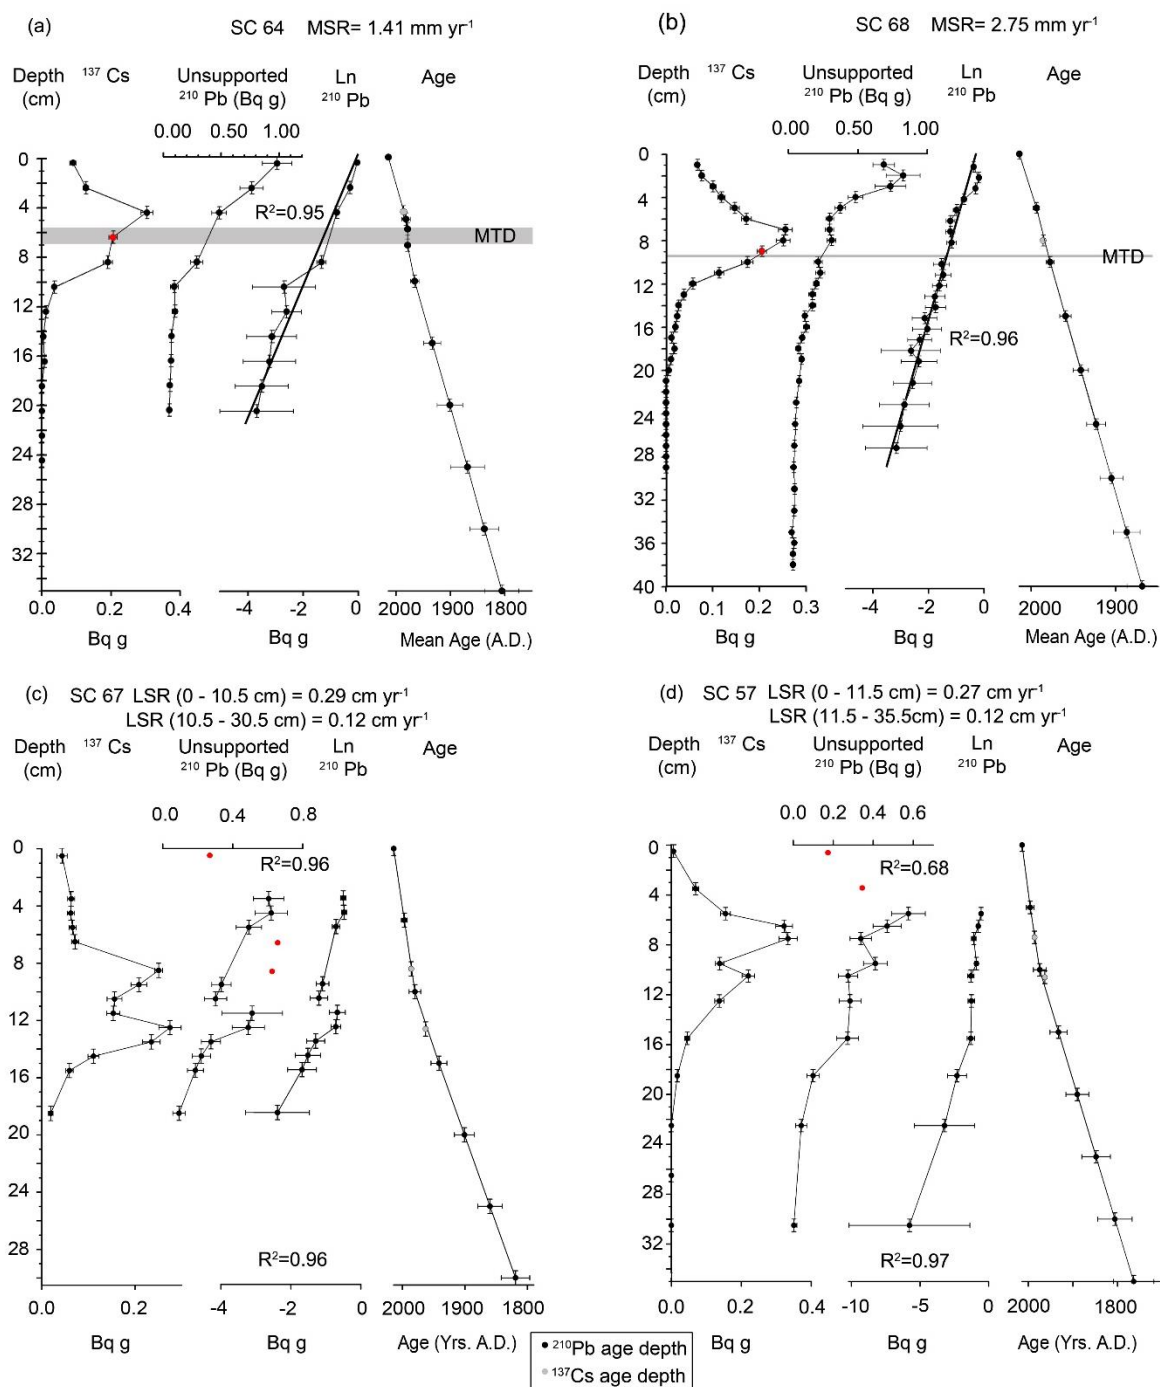 (a) SC 64 MSR= 1.41 mm yr⁻¹
Depth (cm) ¹³⁷ Cs Unsupported ²¹⁰ Pb (Bq g) Ln ²¹⁰ Pb Age
0.00 0.50 1.00
0
4
8
12
16
20
24
28
32
R²=0.95
MTD
0.0 0.2 0.4
-4 -2 0
2000 1900 1800
Bq g Bq g Mean Age (A.D.)
(b) SC 68 MSR= 2.75 mm yr⁻¹
Depth (cm) ¹³⁷ Cs Unsupported ²¹⁰ Pb (Bq g) Ln ²¹⁰ Pb Age
0.00 0.50 1.00
0
4
8
12
16
20
24
28
32
36
40
MTD
R²=0.96
0.0 0.1 0.2 0.3
-4 -2 0
2000 1900
Bq g Bq g Mean Age (A.D.)
(c) SC 67 LSR (0 - 10.5 cm) = 0.29 cm yr⁻¹
LSR (10.5 - 30.5 cm) = 0.12 cm yr⁻¹
Depth (cm) ¹³⁷ Cs Unsupported ²¹⁰ Pb (Bq g) Ln ²¹⁰ Pb Age
0.0 0.4 0.8
0
4
8
12
16
20
24
28
R²=0.96
R²=0.96
0.0 0.2
-4 -2 0
2000 1900 1800
Bq g Bq g Age (Yrs. A.D.)
(d) SC 57 LSR (0 - 11.5 cm) = 0.27 cm yr⁻¹
LSR (11.5 - 35.5cm) = 0.12 cm yr⁻¹
Depth (cm) ¹³⁷ Cs Unsupported ²¹⁰ Pb (Bq g) Ln ²¹⁰ Pb Age
0.0 0.2 0.4 0.6
0
4
8
12
16
20
24
28
32
R²=0.68
R²=0.97
0.0 0.2 0.4
-10 -5 0
2000 1800
Bq g Bq g Age (Yrs. A.D.)
²¹⁰Pb age depth
¹³⁷Cs age depth